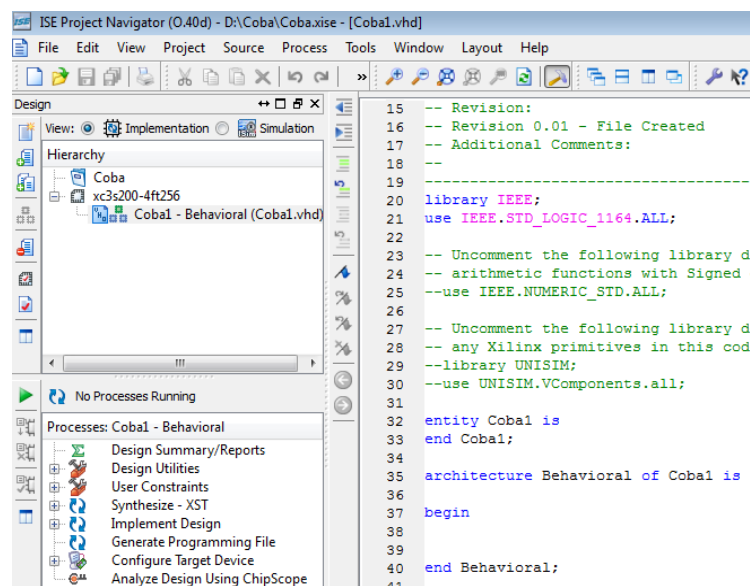 ISE Project Navigator (O.40d) - D:\Coba\Coba.xise - [Coba1.vhd]
File Edit View Project Source Process Tools Window Layout Help
Design
View: Implementation Simulation
Hierarchy
Coba
xc3s200-4ft256
Coba1 - Behavioral (Coba1.vhd)
No Processes Running
Processes: Coba1 - Behavioral
Design Summary/Reports
Design Utilities
User Constraints
Synthesize - XST
Implement Design
Generate Programming File
Configure Target Device
Analyze Design Using ChipScope
15 -- Revision:
16 -- Revision 0.01 - File Created
17 -- Additional Comments:
18 --
19 ----------------------------------
20 library IEEE;
21 use IEEE.STD_LOGIC_1164.ALL;
22
23 -- Uncomment the following library d
24 -- arithmetic functions with Signed
25 --use IEEE.NUMERIC_STD.ALL;
26
27 -- Uncomment the following library d
28 -- any Xilinx primitives in this cod
29 --library UNISIM;
30 --use UNISIM.VComponents.all;
31
32 entity Coba1 is
33 end Coba1;
34
35 architecture Behavioral of Coba1 is
36
37 begin
38
39
40 end Behavioral;
41